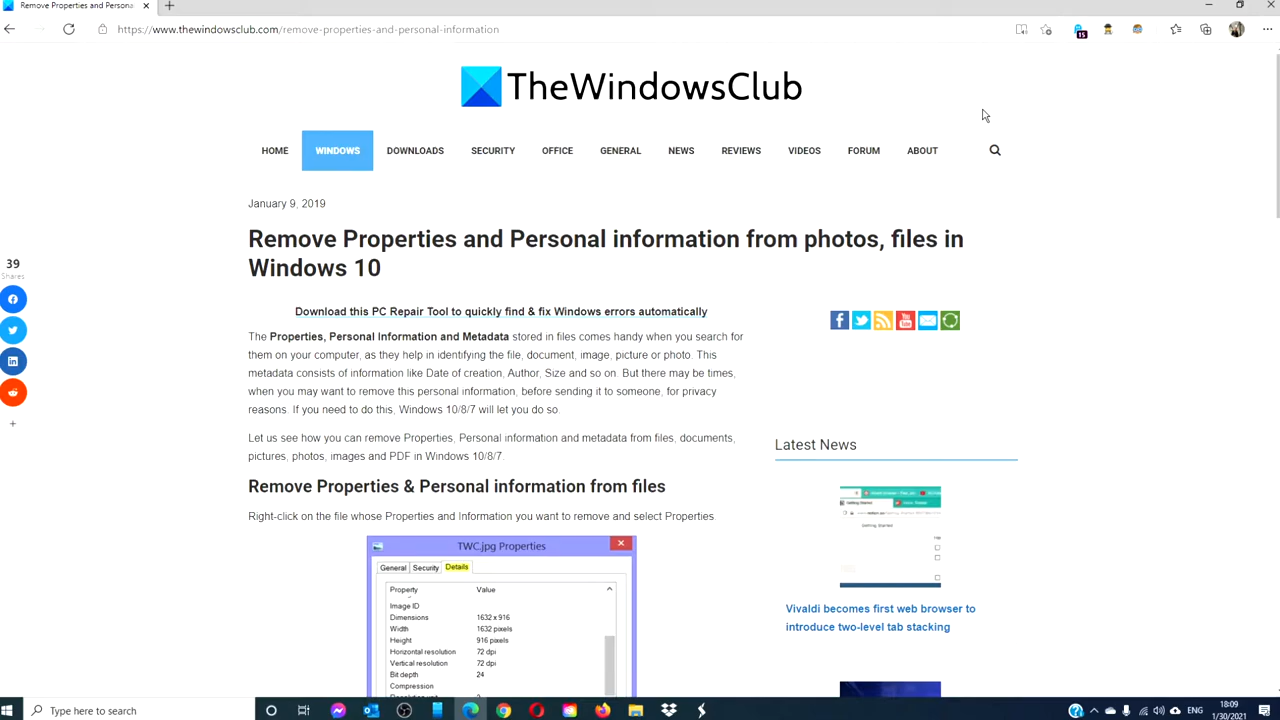 Remove Properties and Persona
https://www.thewindowsclub.com/remove-properties-and-personal-information
15
TheWindowsClub
HOME WINDOWS DOWNLOADS SECURITY OFFICE GENERAL NEWS REVIEWS VIDEOS FORUM ABOUT
January 9, 2019
Remove Properties and Personal information from photos, files in
Windows 10
39
Shares
Download this PC Repair Tool to quickly find & fix Windows errors automatically
The Properties, Personal Information and Metadata stored in files comes handy when you search for
them on your computer, as they help in identifying the file, document, image, picture or photo. This
metadata consists of information like Date of creation, Author, Size and so on. But there may be times,
when you may want to remove this personal information, before sending it to someone, for privacy
reasons. If you need to do this, Windows 10/8/7 will let you do so.
Let us see how you can remove Properties, Personal information and metadata from files, documents,
pictures, photos, images and PDF in Windows 10/8/7.
Remove Properties & Personal information from files
Right-click on the file whose Properties and Information you want to remove and select Properties.
TWC.jpg Properties
General Security Details
Property Value
Image ID
Dimensions 1632 x 916
Width 1632 pixels
Height 916 pixels
Horizontal resolution 72 dpi
Vertical resolution 72 dpi
Bit depth 24
Compression
You Tube
Latest News
Getting Started
Vivaldi becomes first web browser to
introduce two-level tab stacking
Type here to search
ENG
18:09
1/30/2021